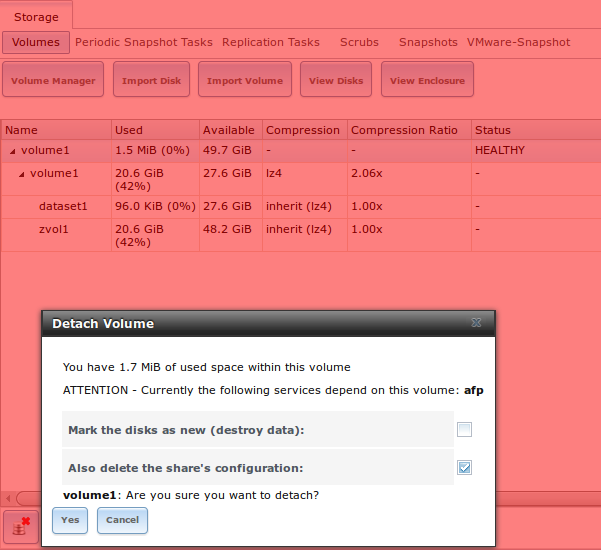 Storage
Volumes Periodic Snapshot Tasks Replication Tasks Scrubs Snapshots VMware-Snapshot
Volume Manager Import Disk Import Volume View Disks View Enclosure
Name Used Available Compression Compression Ratio Status
volume1 1.5 MiB (0%) 49.7 GiB - - HEALTHY
volume1 20.6 GiB (42%) 27.6 GiB lz4 2.06x -
dataset1 96.0 KiB (0%) 27.6 GiB inherit (lz4) 1.00x -
zvol1 20.6 GiB (42%) 48.2 GiB inherit (lz4) 1.00x -
Detach Volume
You have 1.7 MiB of used space within this volume
ATTENTION - Currently the following services depend on this volume: afp
Mark the disks as new (destroy data):
Also delete the share's configuration:
volume1: Are you sure you want to detach?
Yes Cancel